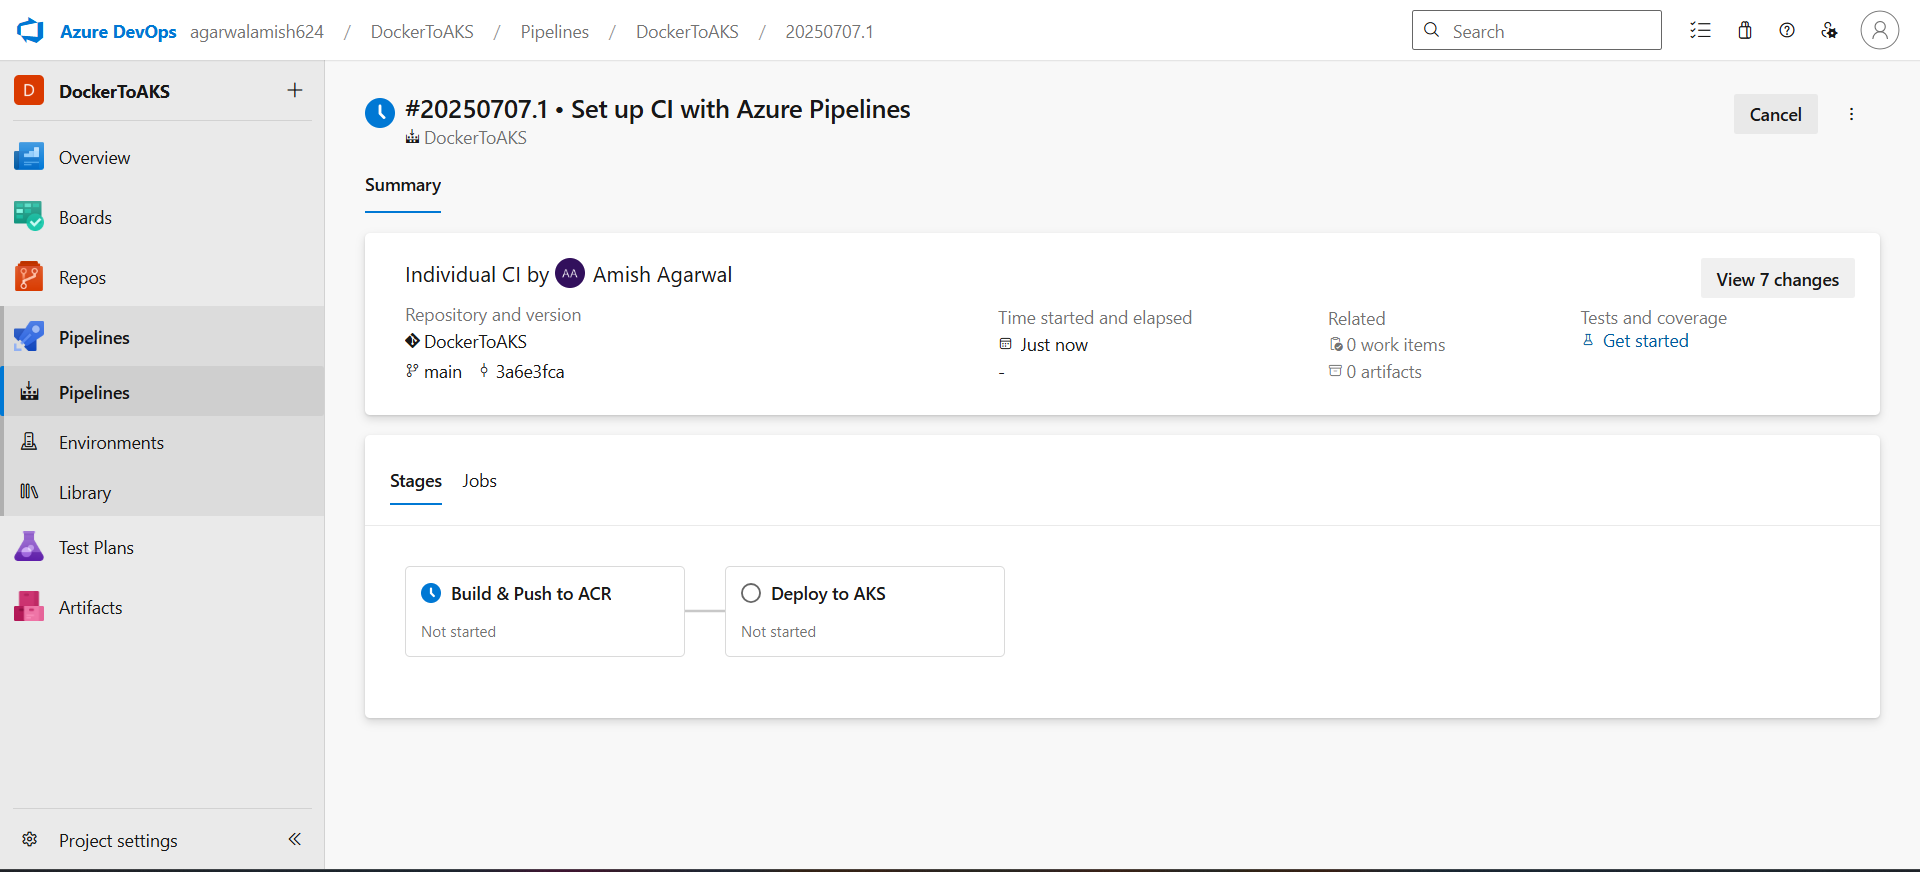 Azure DevOps agarwalamish624 / DockerToAKS / Pipelines / DockerToAKS / 20250707.1
Search
D DockerToAKS +
Overview
Boards
Repos
Pipelines
Pipelines
Environments
Library
Test Plans
Artifacts
Project settings
#20250707.1 • Set up CI with Azure Pipelines
DockerToAKS
Cancel
Summary
Individual CI by AA Amish Agarwal
View 7 changes
Repository and version
DockerToAKS
main 3a6e3fca
Time started and elapsed
Just now
-
Related
0 work items
0 artifacts
Tests and coverage
Get started
Stages Jobs
Build & Push to ACR
Not started
Deploy to AKS
Not started